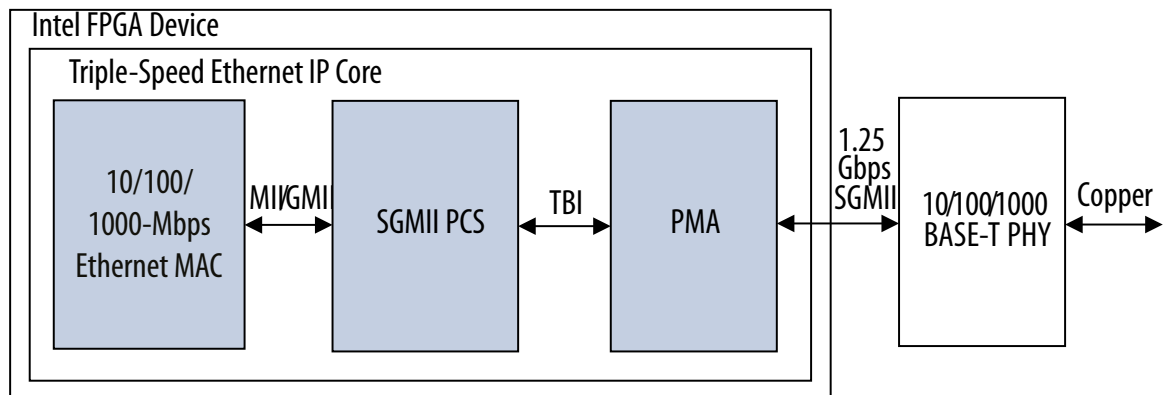 Intel FPGA Device
Triple-Speed Ethernet IP Core
10/100/
1000-Mbps
Ethernet MAC
MII/GMII
SGMII PCS
TBI
PMA
1.25
Gbps
SGMII
10/100/1000
BASE-T PHY
Copper